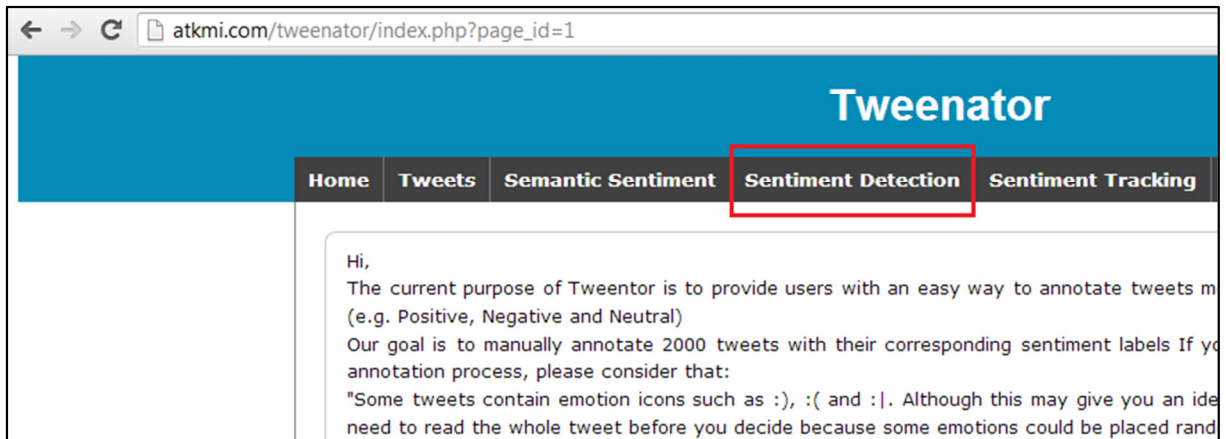 atkmi.com/tweenator/index.php?page_id=1
Tweenator
Home Tweets Semantic Sentiment Sentiment Detection Sentiment Tracking
Hi,
The current purpose of Tweentor is to provide users with an easy way to annotate tweets m
(e.g. Positive, Negative and Neutral)
Our goal is to manually annotate 2000 tweets with their corresponding sentiment labels If yo
annotation process, please consider that:
"Some tweets contain emotion icons such as :), :( and :|. Although this may give you an ide
need to read the whole tweet before you decide because some emotions could be placed rand